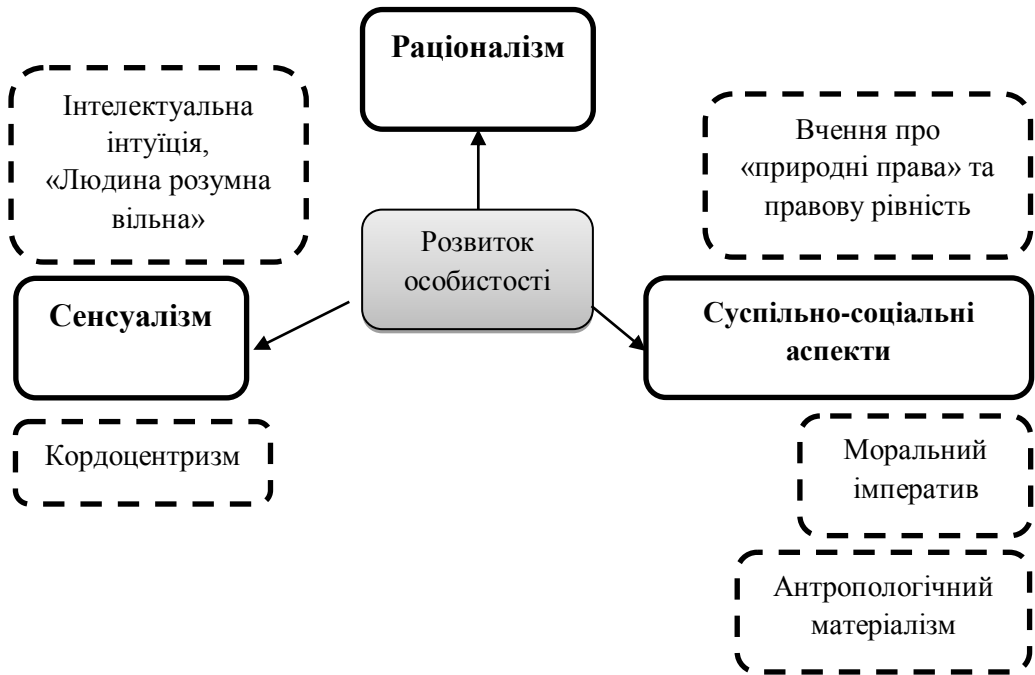 Раціоналізм
Інтелектуальна
інтуїція,
«Людина розумна
вільна»
Вчення про
«природні права» та
правову рівність
Розвиток
особистості
Сенсуалізм
Суспільно-соціальні
аспекти
Кордоцентризм
Моральний
імператив
Антропологічний
матеріалізм